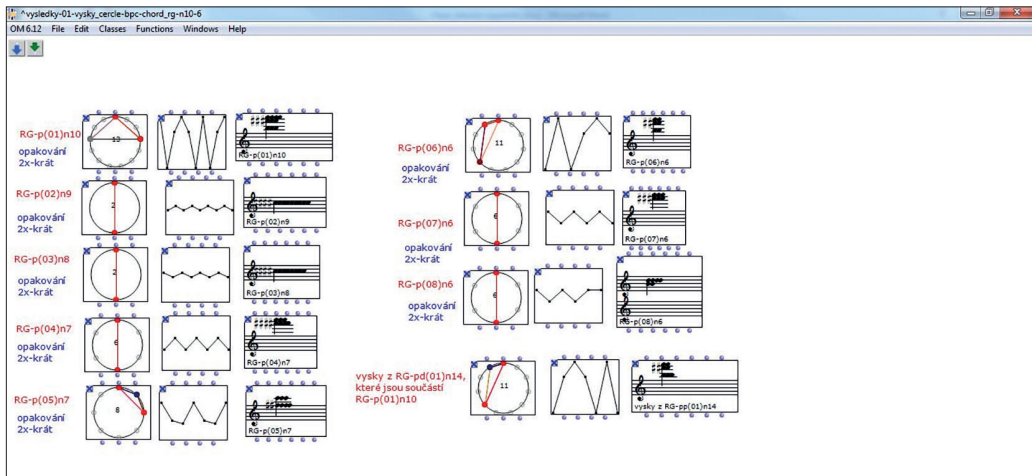 ^vysledky-01-vysky_cercle-bpc-chord_rg-n10-6
OM 6.12 File Edit Classes Functions Windows Help
RG-p(01)n10
opakování
2x-krát
13
RG-p(01)n10
RG-p(02)n9
opakování
2x-krát
2
RG-p(02)n9
RG-p(03)n8
opakování
2x-krát
2
RG-p(03)n8
RG-p(04)n7
opakování
2x-krát
6
RG-p(04)n7
RG-p(05)n7
opakování
2x-krát
8
RG-p(05)n7
RG-p(06)n6
opakování
2x-krát
11
RG-p(06)n6
RG-p(07)n6
opakování
2x-krát
6
RG-p(07)n6
RG-p(08)n6
opakování
2x-krát
6
RG-p(08)n6
vysky z RG-pd(01)n14,
které jsou součástí
RG-p(01)n10
11
vysky z RG-pp(01)n14